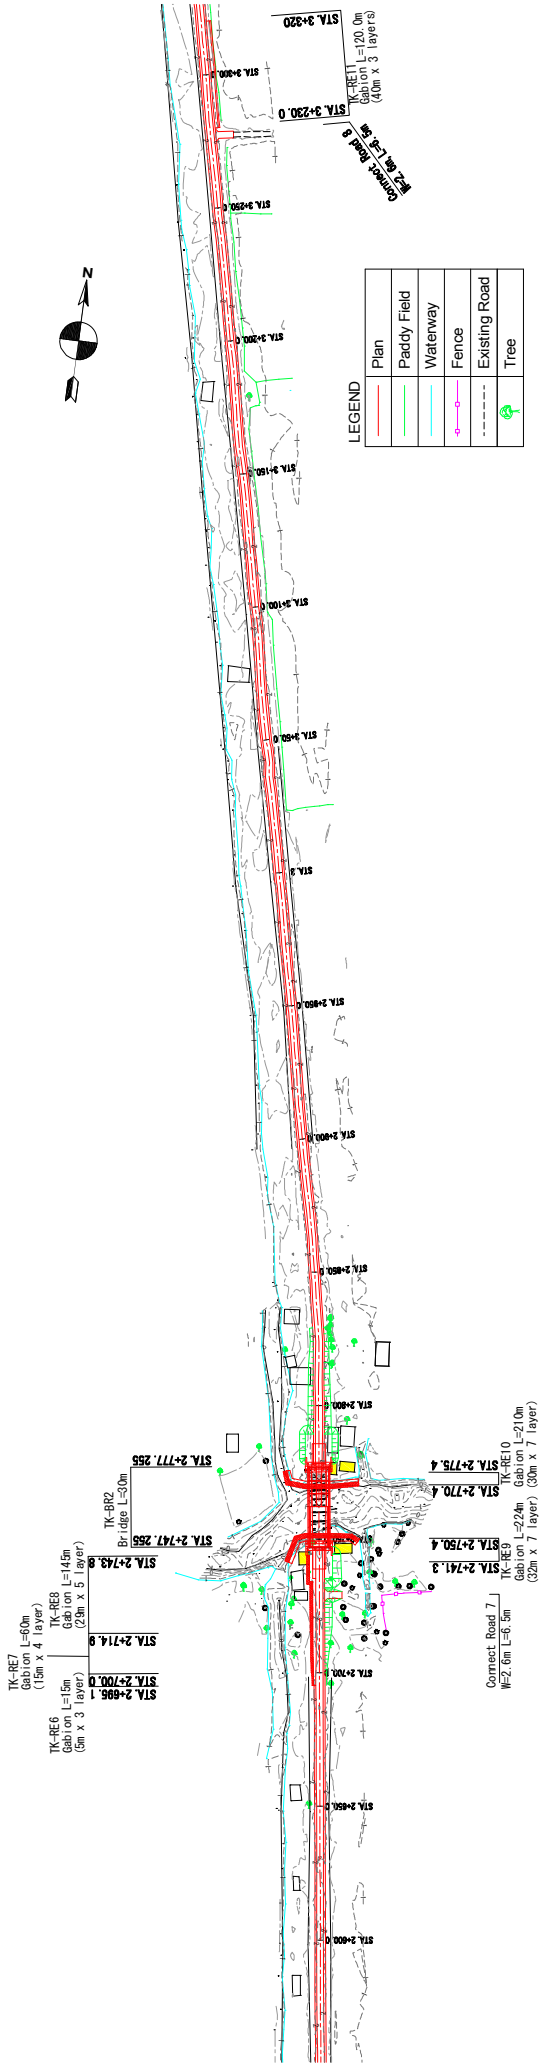 STA. 3+320
TK-RE11
Gabion L=120. 0m
(40m x 3 layers)
STA. 3+230. 0
Connect Road 8
W=2. 6m, L=6. 5m
STA. 3+300. 0
STA. 3+250. 0
STA. 3+200. 0
STA. 3+150. 0
STA. 3+100. 0
STA. 3+50. 0
STA. 3
STA. 2+950. 0
STA. 2+900. 0
STA. 2+850. 0
STA. 2+800. 0
STA. 2+700. 0
STA. 2+650. 0
STA. 2+600. 0
N
LEGEND
Plan
Paddy Field
Waterway
Fence
Existing Road
Tree
STA. 2+777. 255
TK-BR2
Bridge L=30m
STA. 2+747. 255
STA. 2+743. 8
TK-RE8
Gabion L=145m
(29m x 5 layer)
STA. 2+714. 9
TK-RE7
Gabion L=60m
(15m x 4 layer)
STA. 2+700. 0
STA. 2+695. 1
TK-RE6
Gabion L=15m
(5m x 3 layer)
STA. 2+775. 4
TK-RE10
Gabion L=210m
(30m x 7 layer)
STA. 2+770. 4
STA. 2+750. 4
TK-RE9
Gabion L=224m
(32m x 7 layer)
STA. 2+741. 3
Connect Road 7
W=2. 6m L=6. 5m